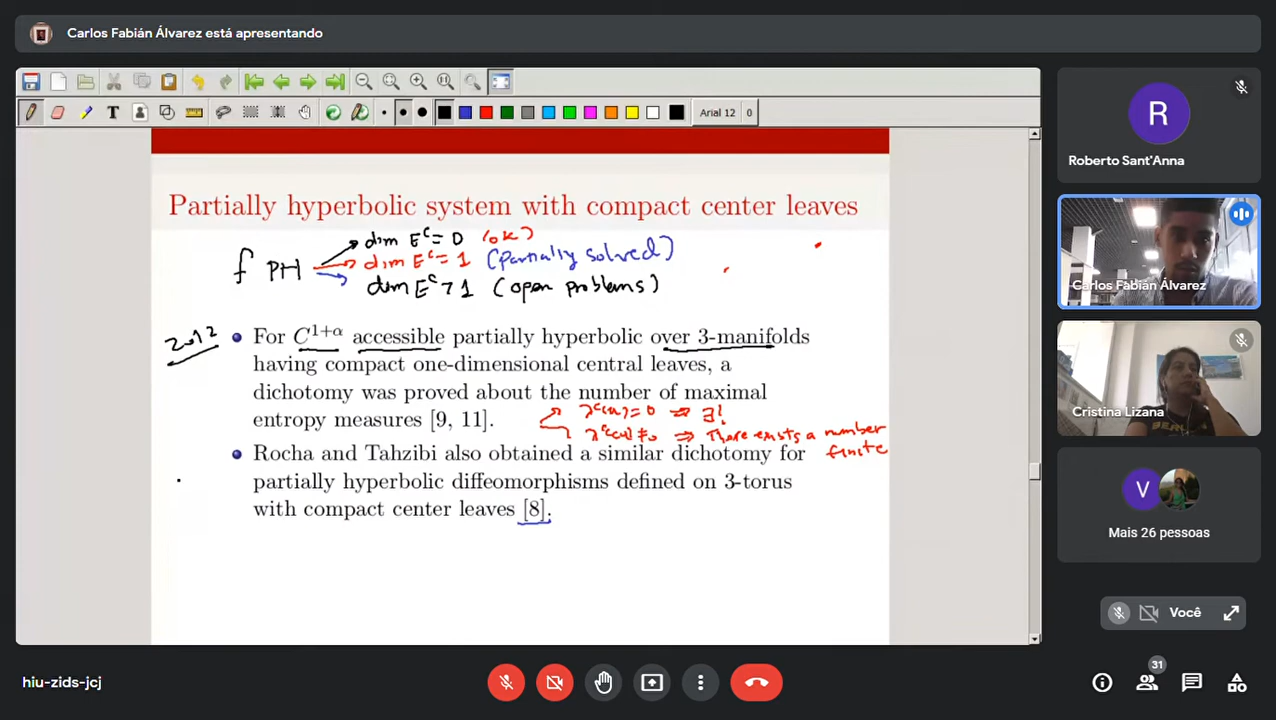 Carlos Fabián Álvarez está apresentando
T
Arial 12
0
Partially hyperbolic system with compact center leaves
f PH
dim E^c = 0 (ok)
dim E^c = 1 (partially solved)
dim E^c > 1 (open problems)
2012
• For C^{1+α} accessible partially hyperbolic over 3-manifolds
having compact one-dimensional central leaves, a
dichotomy was proved about the number of maximal
entropy measures [9, 11].
λ^c(μ) = 0 ⇒ ∃!
λ^c(μ) ≠ 0 ⇒ There exists a number
finite
• Rocha and Tahzibi also obtained a similar dichotomy for
partially hyperbolic diffeomorphisms defined on 3-torus
with compact center leaves [8].
R
Roberto Sant'Anna
Carlos Fabián Álvarez
Cristina Lizana
V
Mais 26 pessoas
Você
hiu-zids-jcj
31